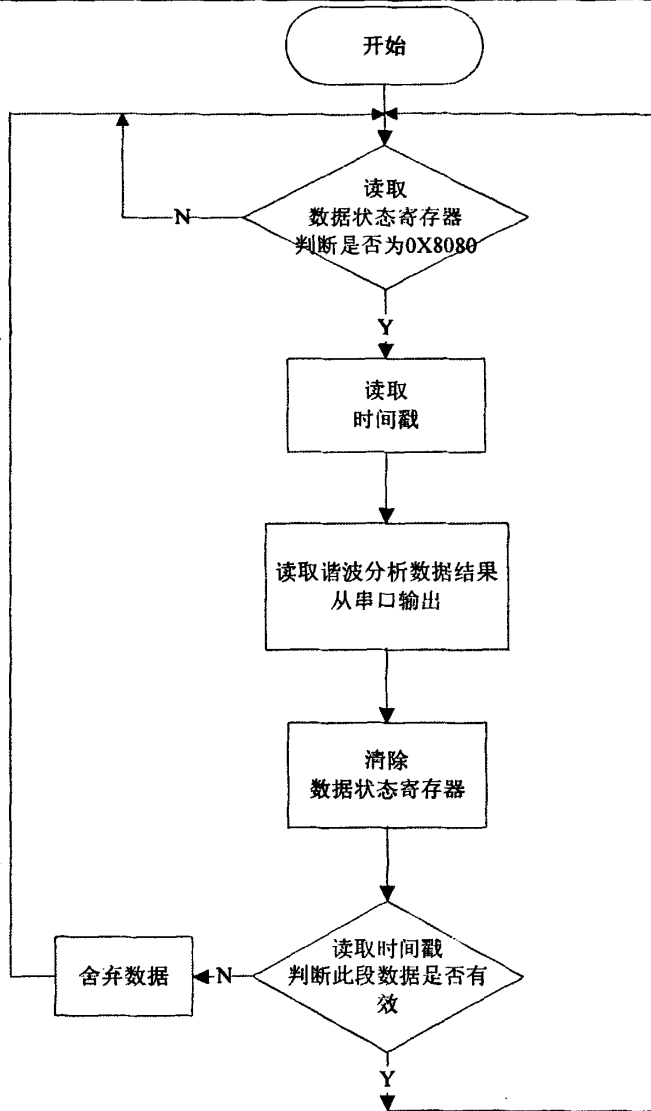 开始
读取
数据状态寄存器
判断是否为0X8080
N
Y
读取
时间戳
读取谐波分析数据结果
从串口输出
清除
数据状态寄存器
读取时间戳
判断此段数据是否有
效
N
舍弃数据
Y